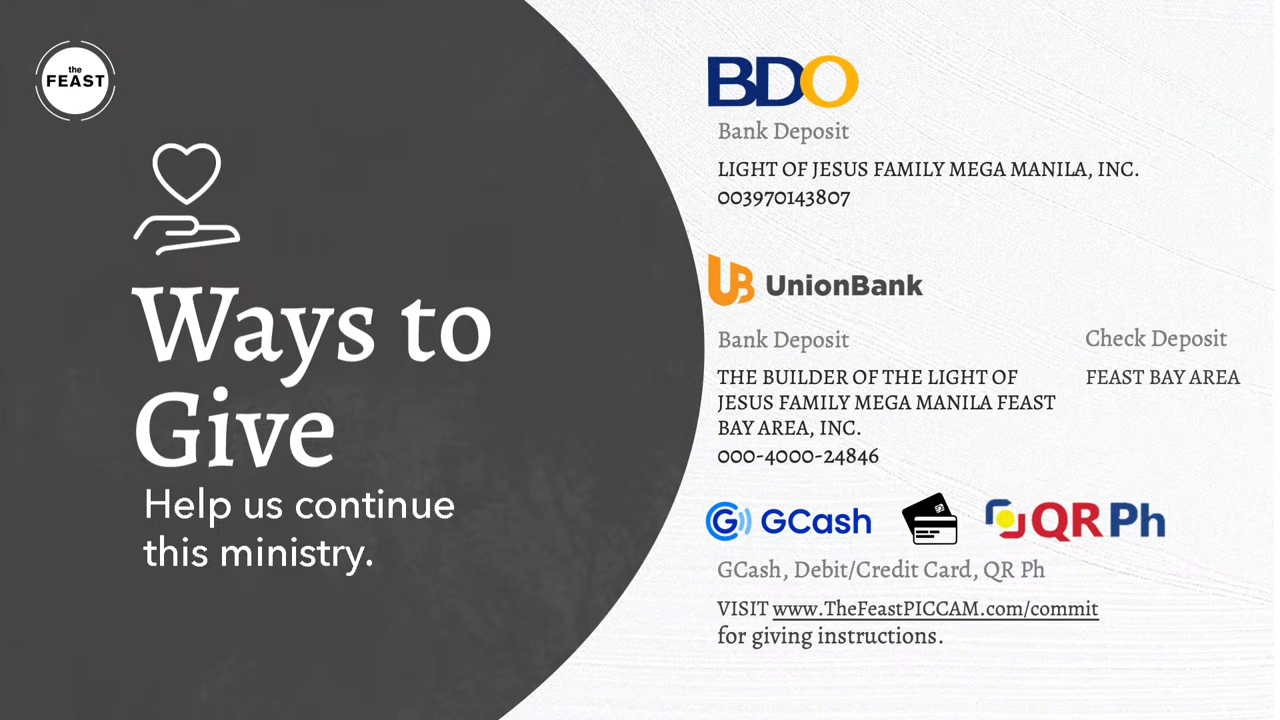 the
FEAST
Ways to
Give
Help us continue
this ministry.
BDO
Bank Deposit
LIGHT OF JESUS FAMILY MEGA MANILA, INC.
003970143807
UB UnionBank
Bank Deposit
THE BUILDER OF THE LIGHT OF
JESUS FAMILY MEGA MANILA FEAST
BAY AREA, INC.
000-4000-24846
Check Deposit
FEAST BAY AREA
G GCash
QR Ph
GCash, Debit/Credit Card, QR Ph
VISIT www.TheFeastPICCAM.com/commit
for giving instructions.